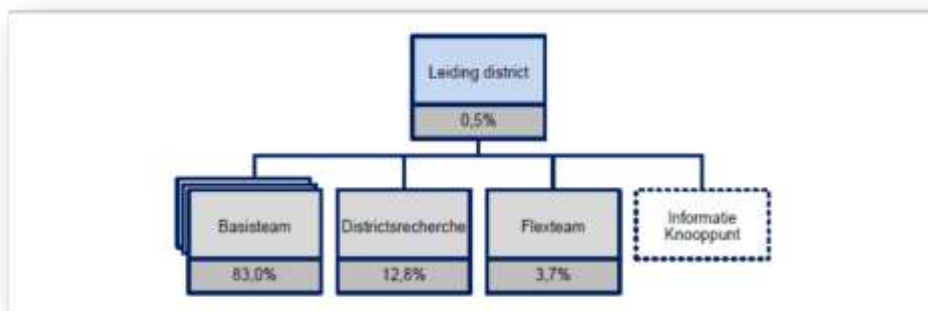 Leiding district
0,5%
Basisteam
83,0%
Districtsrecherche
12,8%
Flexteam
3,7%
Informatie
Knooppunt